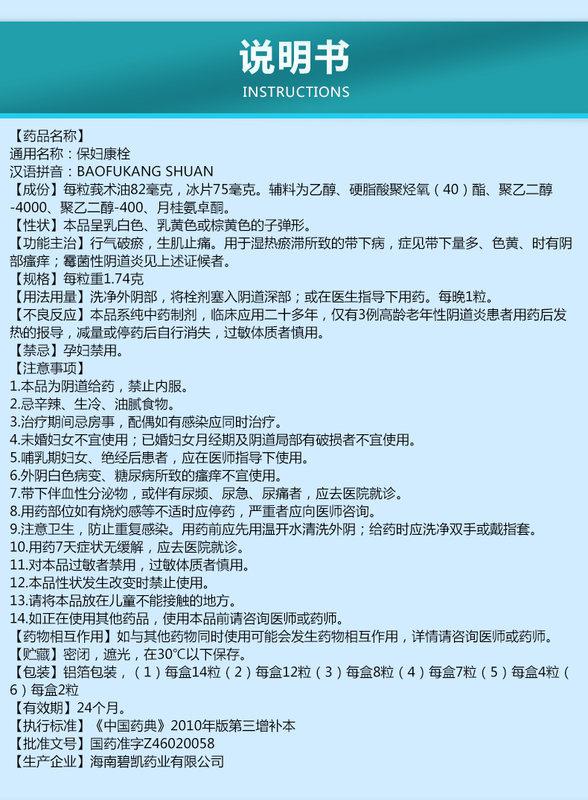 说明书
INSTRUCTIONS
【药品名称】
通用名称：保妇康栓
汉语拼音：BAOFUKANG SHUAN
【成份】每粒莪术油82毫克，冰片75毫克。辅料为乙醇、硬脂酸聚烃氧（40）酯、聚乙二醇
-4000、聚乙二醇-400、月桂氮卓酮。
【性状】本品呈乳白色、乳黄色或棕黄色的子弹形。
【功能主治】行气破瘀，生肌止痛。用于湿热瘀滞所致的带下病，症见带下量多、色黄、时有阴
部瘙痒；霉菌性阴道炎见上述证候者。
【规格】每粒重1.74克
【用法用量】洗净外阴部，将栓剂塞入阴道深部；或在医生指导下用药。每晚1粒。
【不良反应】本品系纯中药制剂，临床应用二十多年，仅有3例高龄老年性阴道炎患者用药后发
热的报导，减量或停药后自行消失，过敏体质者慎用。
【禁忌】孕妇禁用。
【注意事项】
1.本品为阴道给药，禁止内服。
2.忌辛辣、生冷、油腻食物。
3.治疗期间忌房事，配偶如有感染应同时治疗。
4.未婚妇女不宜使用；已婚妇女月经期及阴道局部有破损者不宜使用。
5.哺乳期妇女、绝经后患者，应在医师指导下使用。
6.外阴白色病变、糖尿病所致的瘙痒不宜使用。
7.带下伴血性分泌物，或伴有尿频、尿急、尿痛者，应去医院就诊。
8.用药部位如有烧灼感等不适时应停药，严重者应向医师咨询。
9.注意卫生，防止重复感染。用药前应先用温开水清洗外阴；给药时应洗净双手或戴指套。
10.用药7天症状无缓解，应去医院就诊。
11.对本品过敏者禁用，过敏体质者慎用。
12.本品性状发生改变时禁止使用。
13.请将本品放在儿童不能接触的地方。
14.如正在使用其他药品，使用本品前请咨询医师或药师。
【药物相互作用】如与其他药物同时使用可能会发生药物相互作用，详情请咨询医师或药师。
【贮藏】密闭，遮光，在30℃以下保存。
【包装】铝箔包装，（1）每盒14粒（2）每盒12粒（3）每盒8粒（4）每盒7粒（5）每盒4粒（
6）每盒2粒
【有效期】24个月。
【执行标准】《中国药典》2010年版第三增补本
【批准文号】国药准字Z46020058
【生产企业】海南碧凯药业有限公司